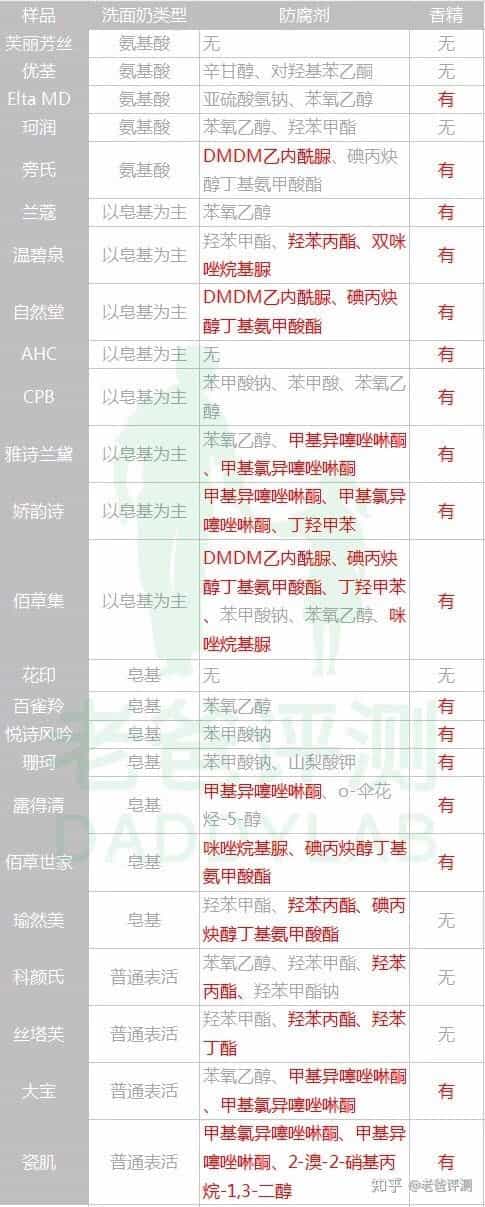 样品 洗面奶类型 防腐剂 香精
芙丽芳丝 氨基酸 无 无
优荃 氨基酸 辛甘醇、对羟基苯乙酮 无
Elta MD 氨基酸 亚硫酸氢钠、苯氧乙醇 有
珂润 氨基酸 苯氧乙醇、羟苯甲酯 无
旁氏 氨基酸 DMDM乙内酰脲、碘丙炔
醇丁基氨甲酸酯 有
兰蔻 以皂基为主 苯氧乙醇 有
温碧泉 以皂基为主 羟苯甲酯、羟苯丙酯、双咪
唑烷基脲 有
自然堂 以皂基为主 DMDM乙内酰脲、碘丙炔
醇丁基氨甲酸酯 有
AHC 以皂基为主 无 有
CPB 以皂基为主 苯甲酸钠、苯甲酸、苯氧乙
醇 有
雅诗兰黛 以皂基为主 苯氧乙醇、甲基异噻唑啉酮
、甲基氯异噻唑啉酮 有
娇韵诗 以皂基为主 甲基异噻唑啉酮、甲基氯异
噻唑啉酮、丁羟甲苯 有
佰草集 以皂基为主 DMDM乙内酰脲、碘丙炔
醇丁基氨甲酸酯、丁羟甲苯
、苯甲酸钠、苯氧乙醇、咪
唑烷基脲 有
花印 皂基 无 无
百雀羚 皂基 苯氧乙醇 有
悦诗风吟 皂基 苯甲酸钠 有
珊珂 皂基 苯甲酸钠、山梨酸钾 有
露得清 皂基 甲基异噻唑啉酮、o-伞花
烃-5-醇 有
佰草世家 皂基 咪唑烷基脲、碘丙炔醇丁基
氨甲酸酯 有
瑜然美 皂基 羟苯甲酯、羟苯丙酯、碘丙
炔醇丁基氨甲酸酯 无
科颜氏 普通表活 苯氧乙醇、羟苯甲酯、羟苯
丙酯、羟苯甲酯钠 无
丝塔芙 普通表活 羟苯甲酯、羟苯丙酯、羟苯
丁酯 无
大宝 普通表活 苯氧乙醇、甲基异噻唑啉酮
、甲基氯异噻唑啉酮 有
瓷肌 普通表活 甲基氯异噻唑啉酮、甲基异
噻唑啉酮、2-溴-2-硝基丙
烷-1,3-二醇 有
老爸评测
DADDYLAB
知乎 @老爸评测